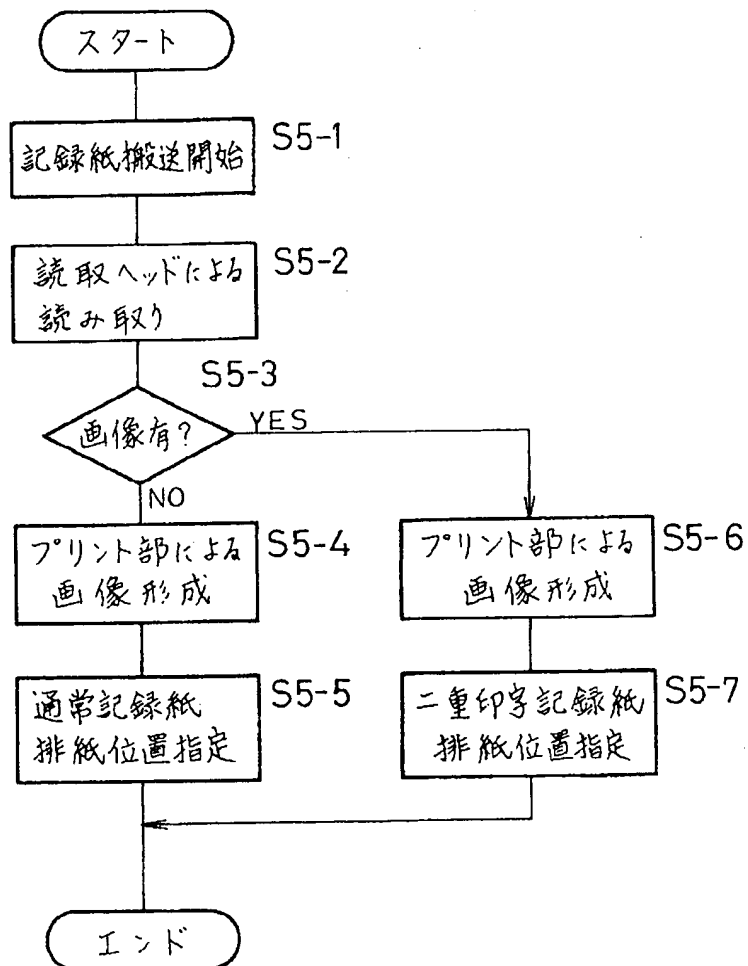 スタート
記録紙搬送開始
S5-1
読取ヘッドによる
読み取り
S5-2
S5-3
画像有?
YES
NO
プリント部による
画像形成
S5-4
通常記録紙
排紙位置指定
S5-5
プリント部による
画像形成
S5-6
二重印字記録紙
排紙位置指定
S5-7
エンド